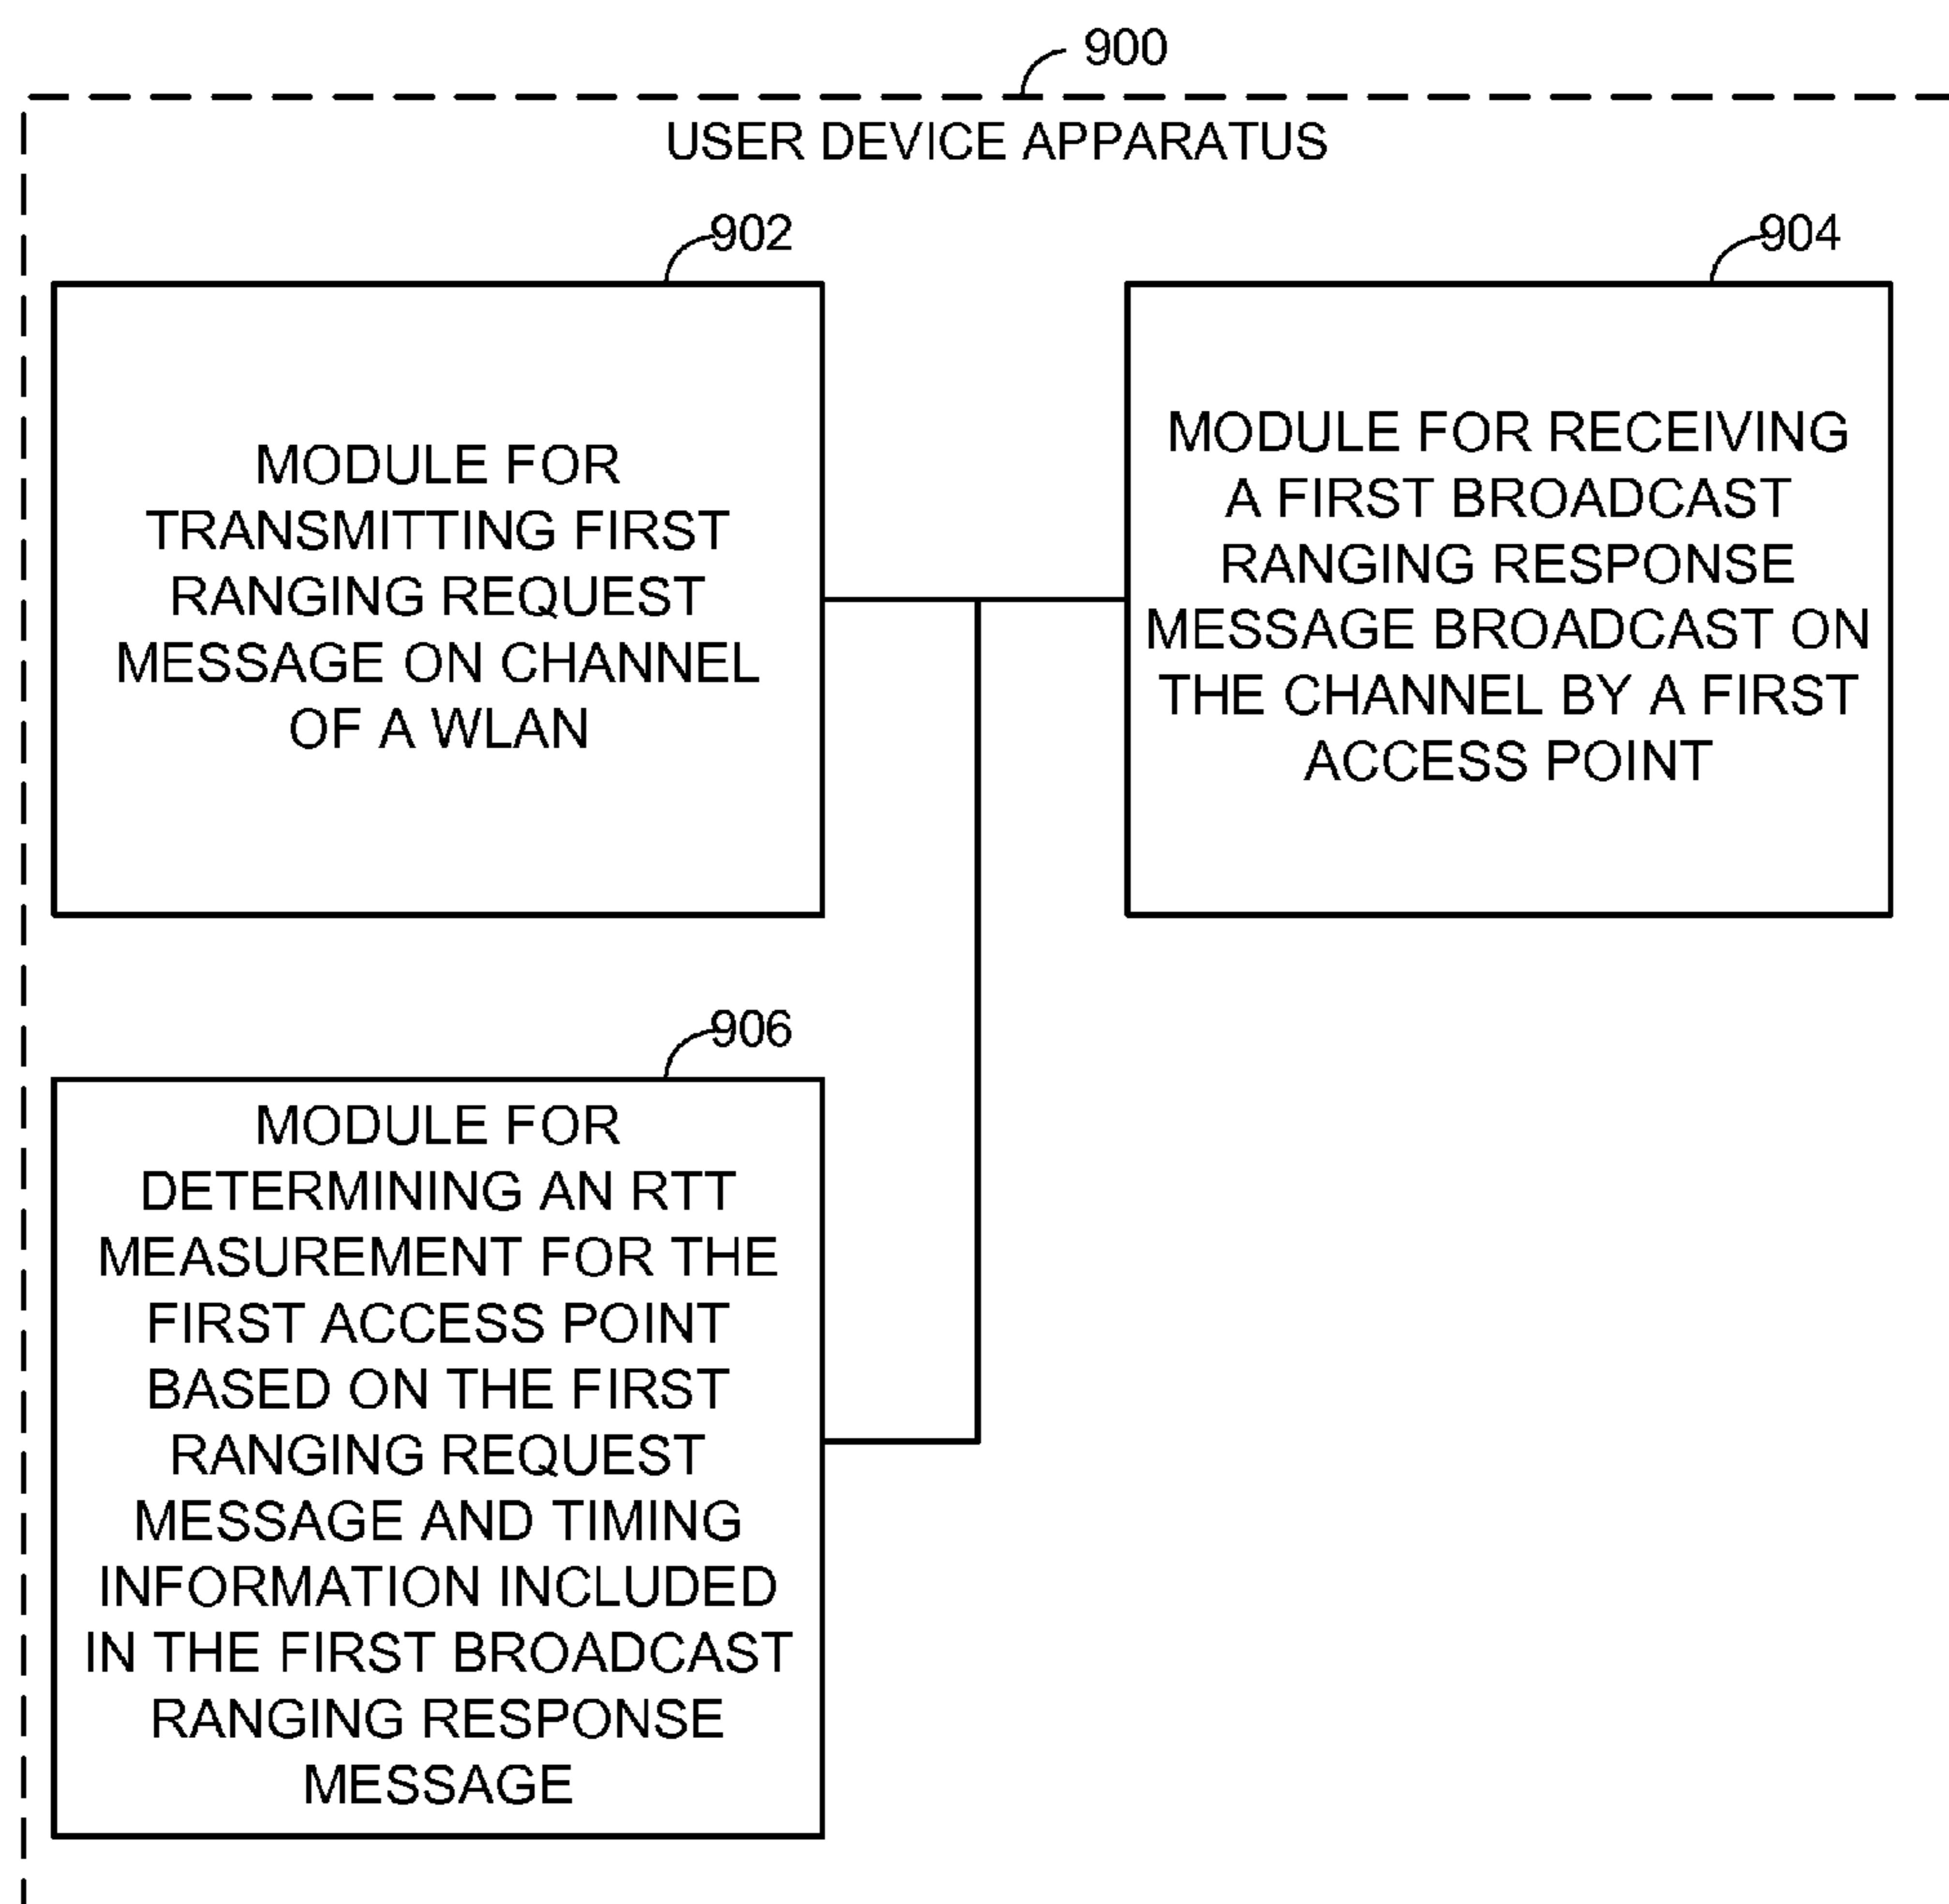 900
USER DEVICE APPARATUS
902
MODULE FOR
TRANSMITTING FIRST
RANGING REQUEST
MESSAGE ON CHANNEL
OF A WLAN
904
MODULE FOR RECEIVING
A FIRST BROADCAST
RANGING RESPONSE
MESSAGE BROADCAST ON
THE CHANNEL BY A FIRST
ACCESS POINT
906
MODULE FOR
DETERMINING AN RTT
MEASUREMENT FOR THE
FIRST ACCESS POINT
BASED ON THE FIRST
RANGING REQUEST
MESSAGE AND TIMING
INFORMATION INCLUDED
IN THE FIRST BROADCAST
RANGING RESPONSE
MESSAGE